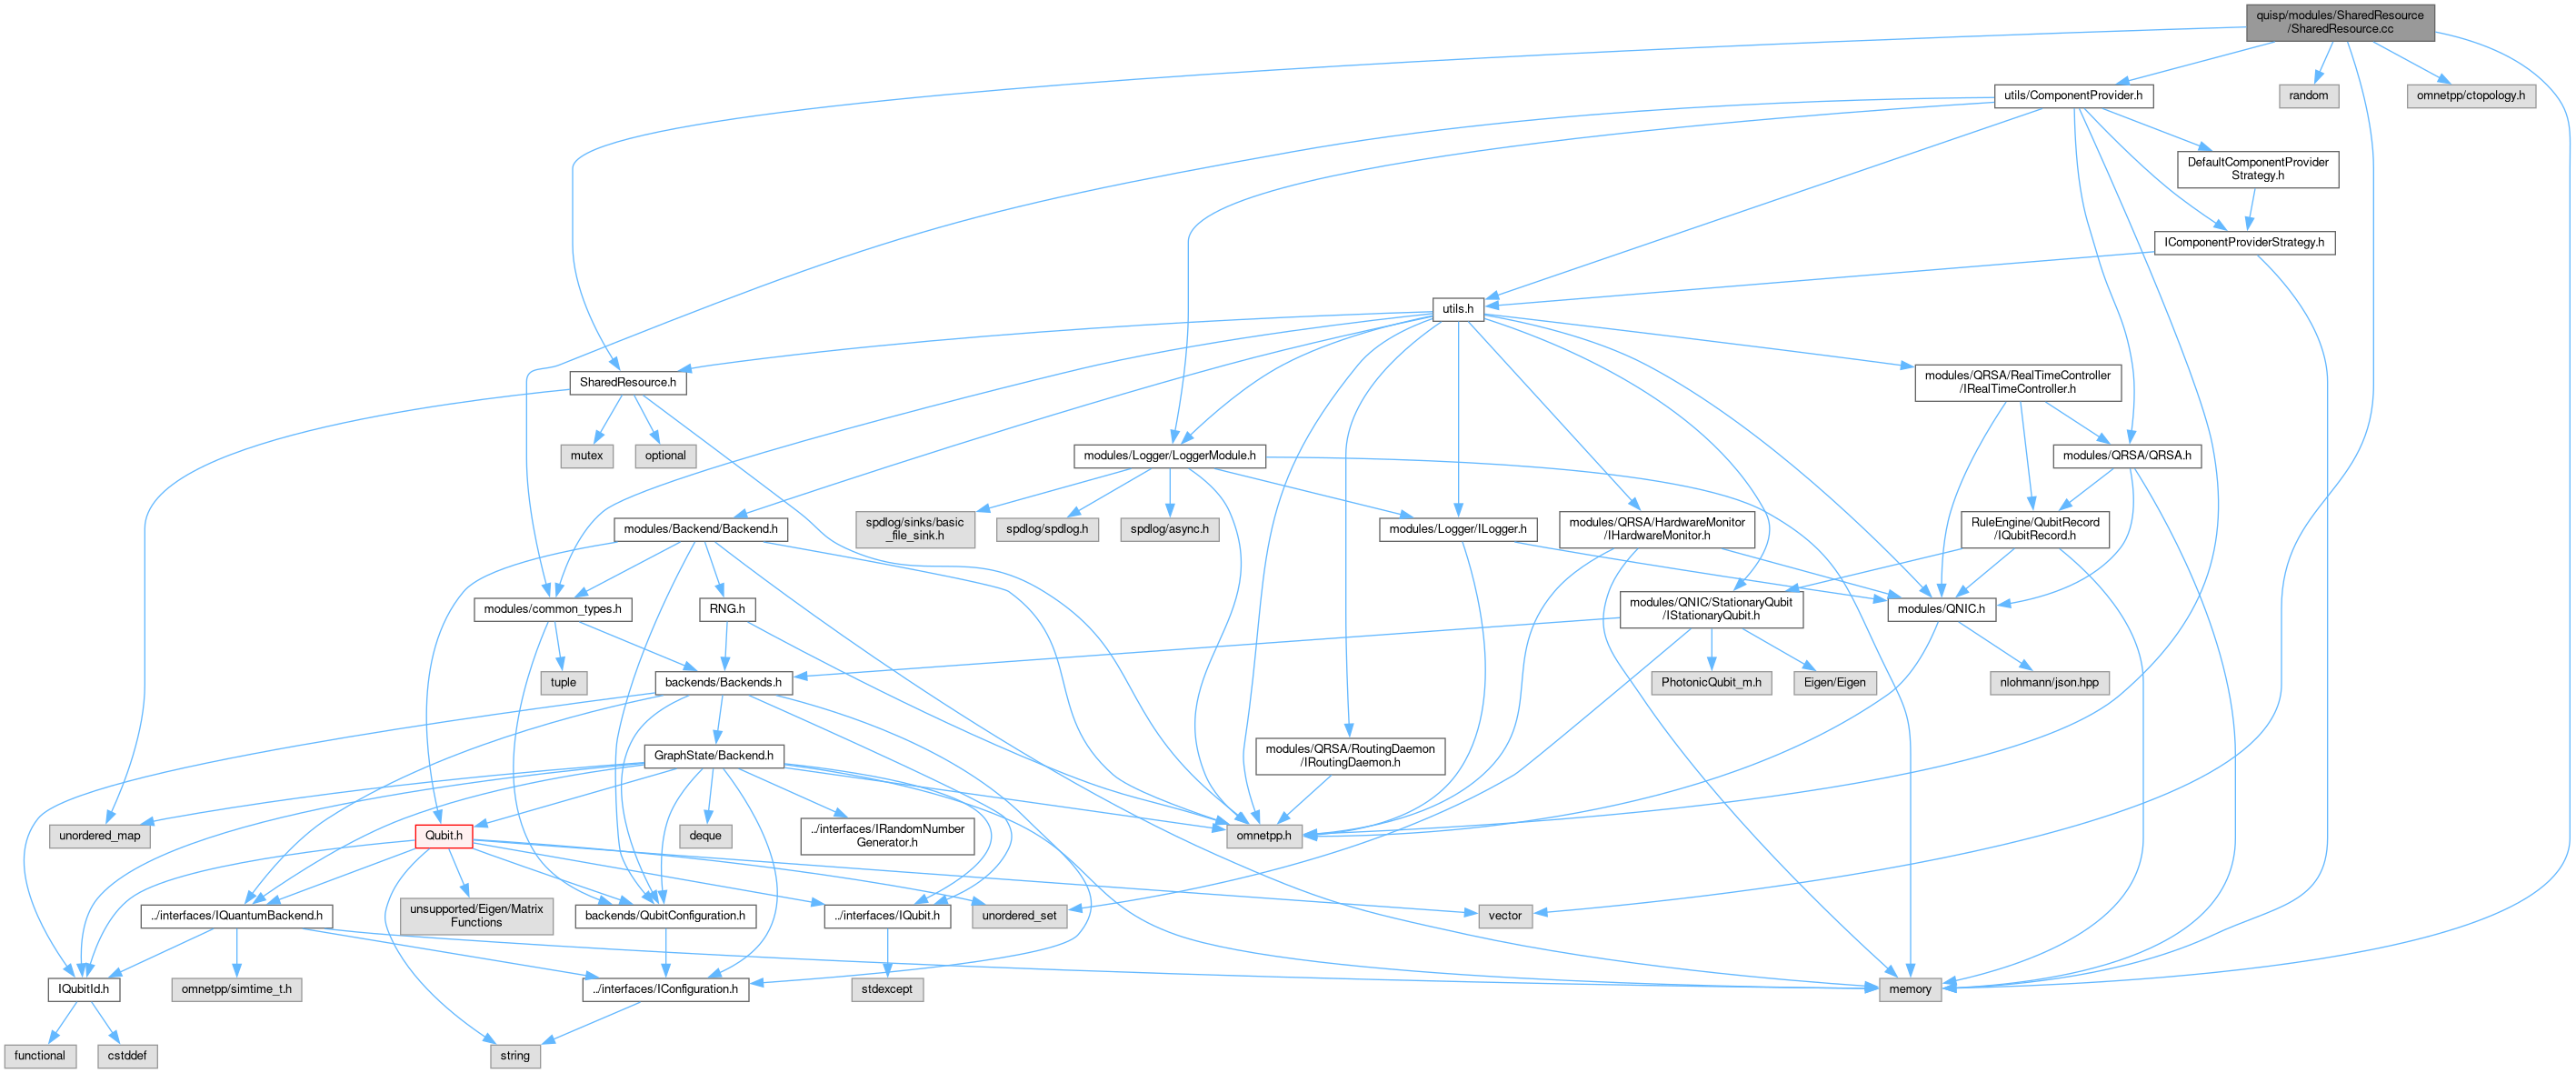 quisp/modules/SharedResource
/SharedResource.cc
utils/ComponentProvider.h
random
omnetpp/ctopology.h
DefaultComponentProvider
Strategy.h
IComponentProviderStrategy.h
utils.h
SharedResource.h
modules/QRSA/RealTimeController
/IRealTimeController.h
mutex
optional
modules/Logger/LoggerModule.h
modules/QRSA/QRSA.h
modules/Backend/Backend.h
spdlog/sinks/basic
_file_sink.h
spdlog/spdlog.h
spdlog/async.h
modules/Logger/ILogger.h
modules/QRSA/HardwareMonitor
/IHardwareMonitor.h
RuleEngine/QubitRecord
/IQubitRecord.h
modules/common_types.h
RNG.h
modules/QNIC/StationaryQubit
/IStationaryQubit.h
modules/QNIC.h
tuple
backends/Backends.h
PhotonicQubit_m.h
Eigen/Eigen
nlohmann/json.hpp
GraphState/Backend.h
modules/QRSA/RoutingDaemon
/IRoutingDaemon.h
unordered_map
Qubit.h
deque
../interfaces/IRandomNumber
Generator.h
omnetpp.h
../interfaces/IQuantumBackend.h
unsupported/Eigen/Matrix
Functions
backends/QubitConfiguration.h
../interfaces/IQubit.h
unordered_set
vector
IQubitId.h
omnetpp/simtime_t.h
../interfaces/IConfiguration.h
stdexcept
memory
functional
cstddef
string